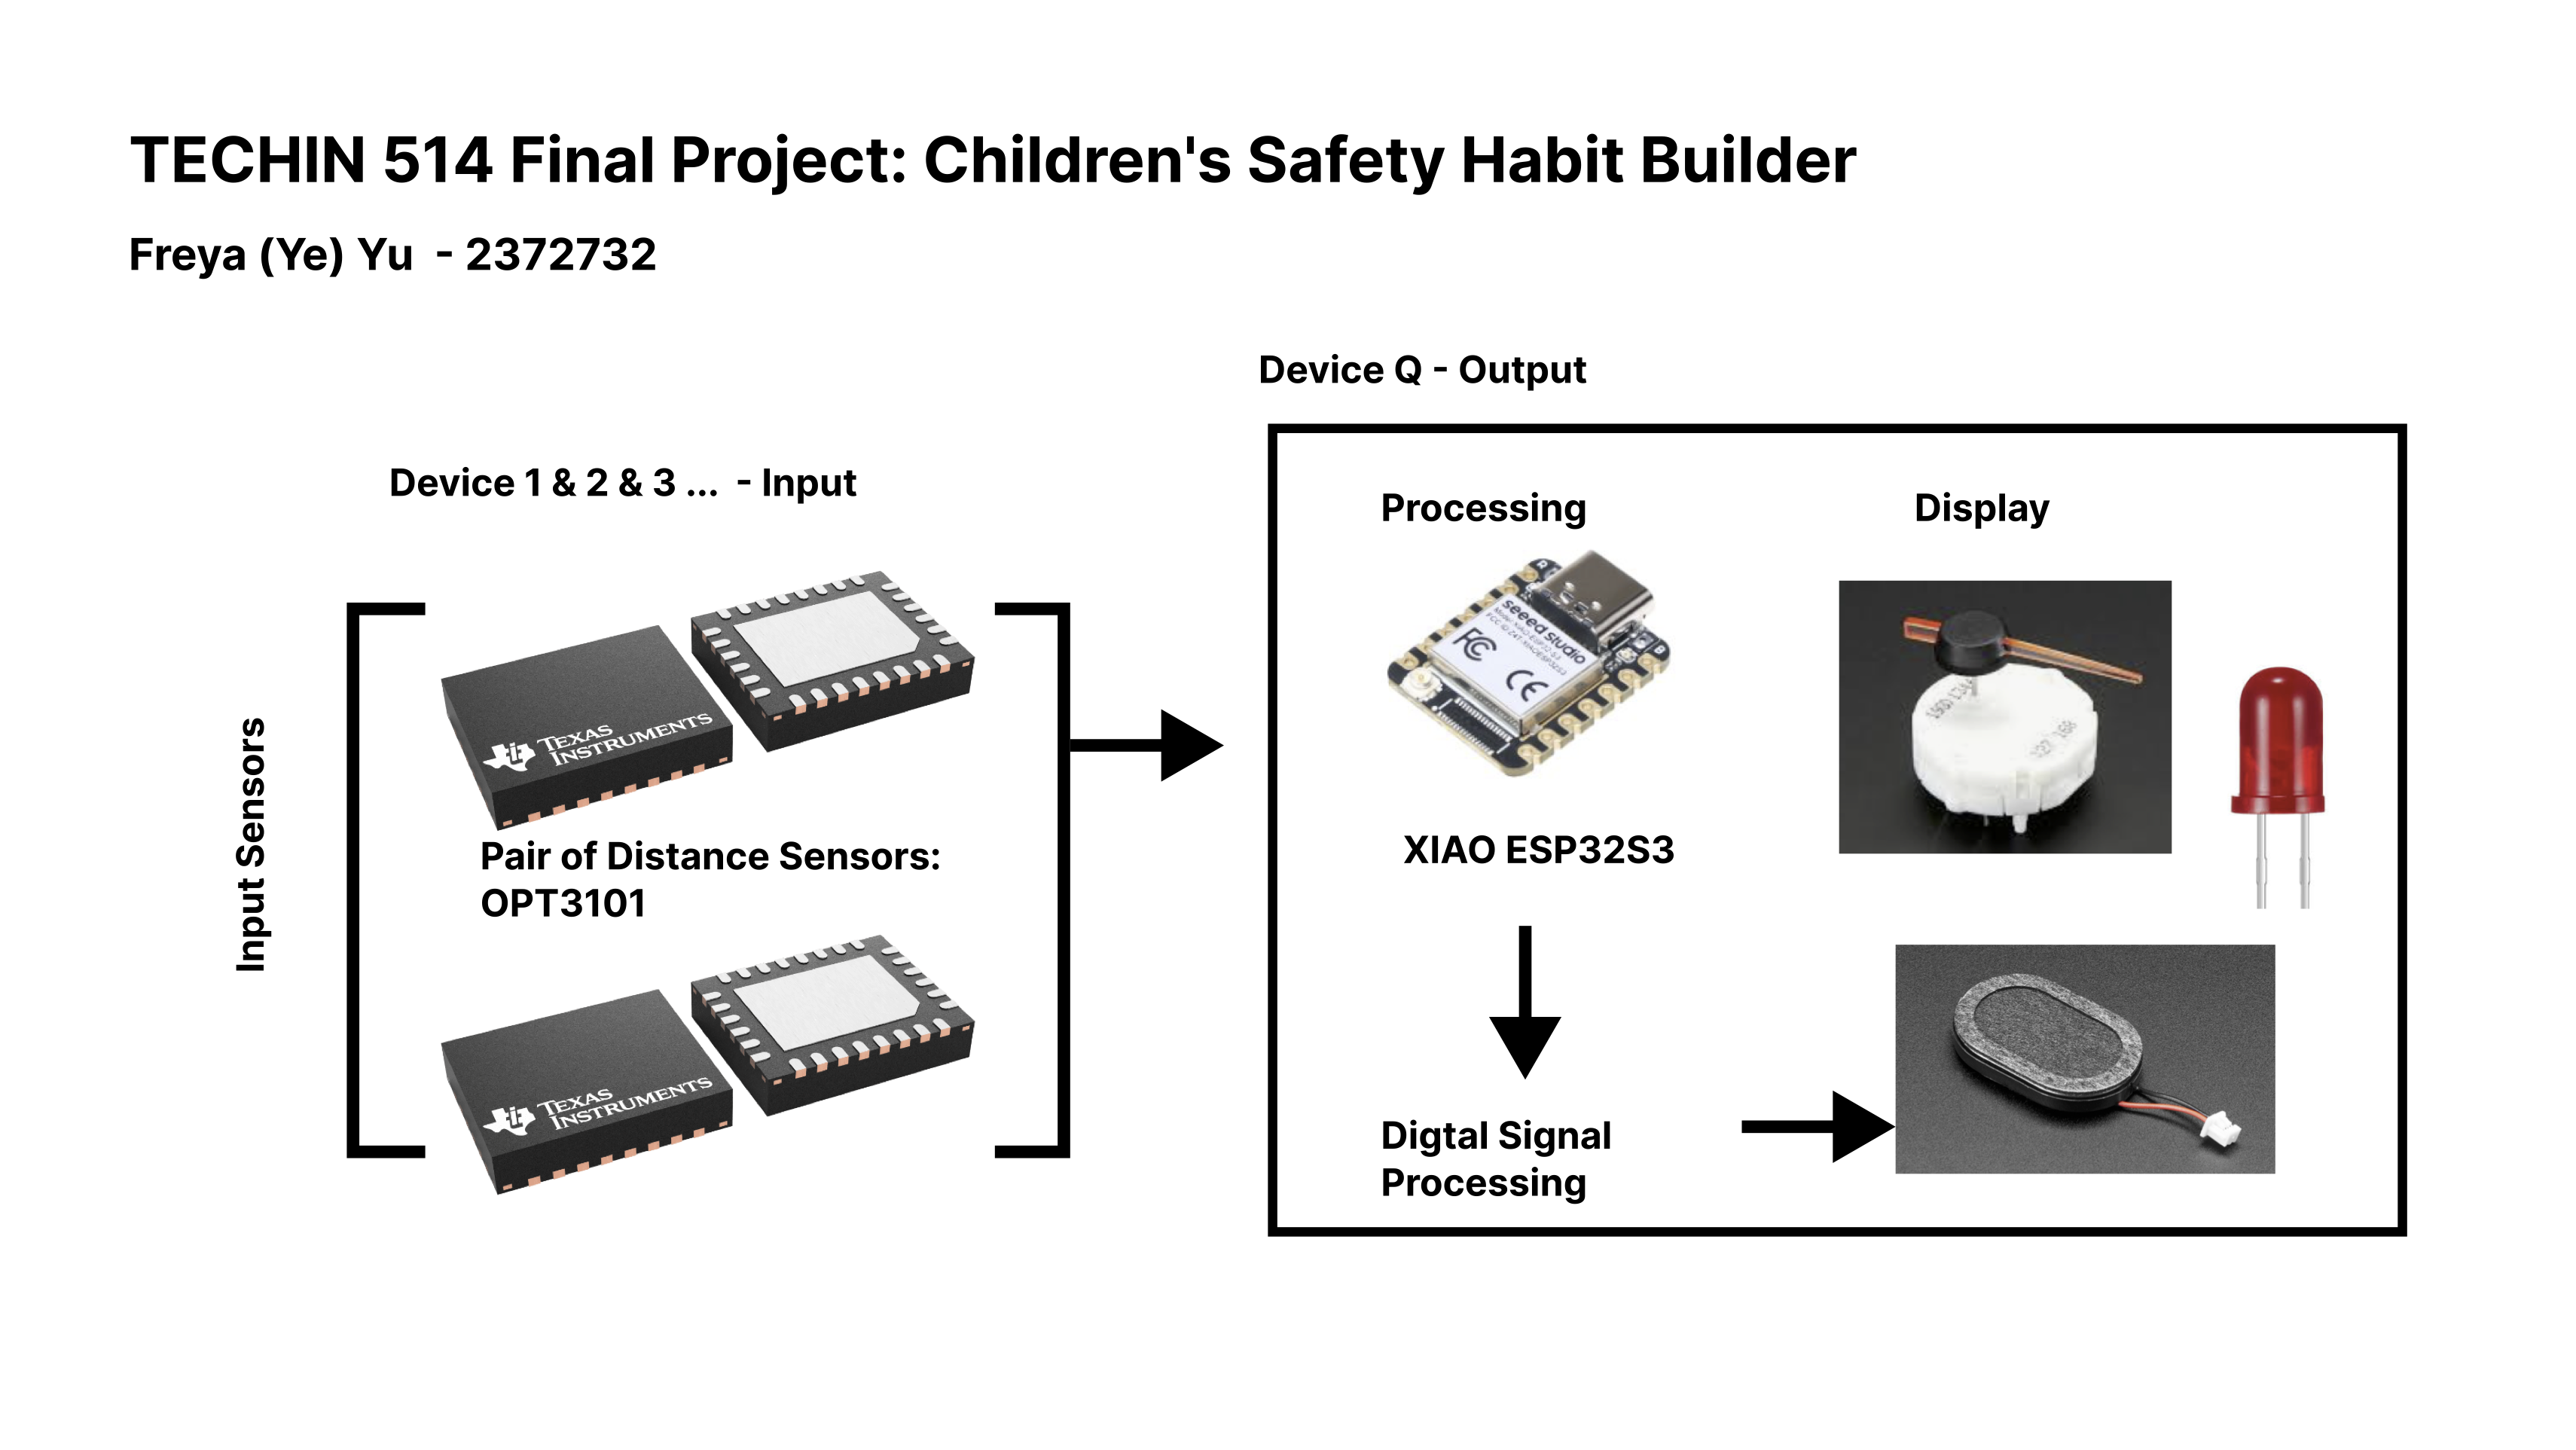 TECHIN 514 Final Project: Children's Safety Habit Builder
Freya (Ye) Yu - 2372732
Device Q - Output
Device 1 & 2 & 3 ... - Input
Processing
Display
Input Sensors
TEXAS
INSTRUMENTS
seeed studio
FC
CE
Pair of Distance Sensors:
OPT3101
XIAO ESP32S3
TEXAS
INSTRUMENTS
Digtal Signal
Processing